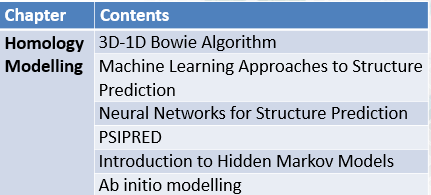 Chapter Contents
Homology Modelling 3D-1D Bowie Algorithm
Machine Learning Approaches to Structure
Prediction
Neural Networks for Structure Prediction
PSIPRED
Introduction to Hidden Markov Models
Ab initio modelling